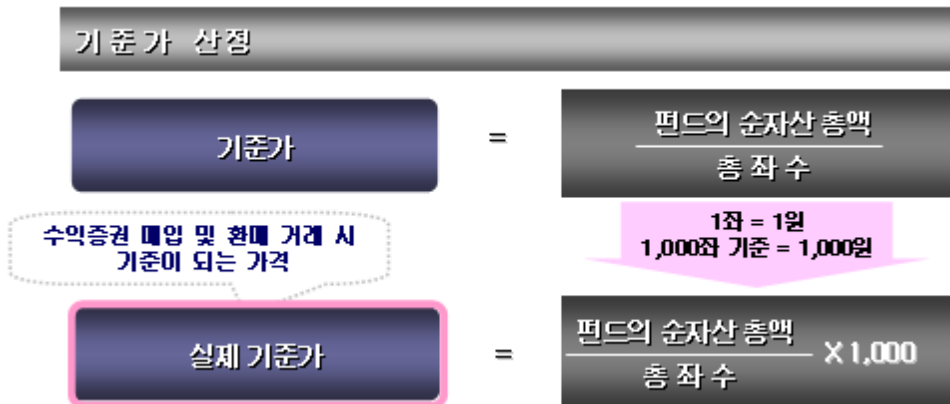 기준가 산정
기준가
=
펀드의 순자산 총액
총 좌 수
수익증권 매입 및 환매 거래 시
기준이 되는 가격
1좌 = 1원
1,000좌 기준 = 1,000원
실제 기준가
=
펀드의 순자산 총액
총 좌 수
X 1,000